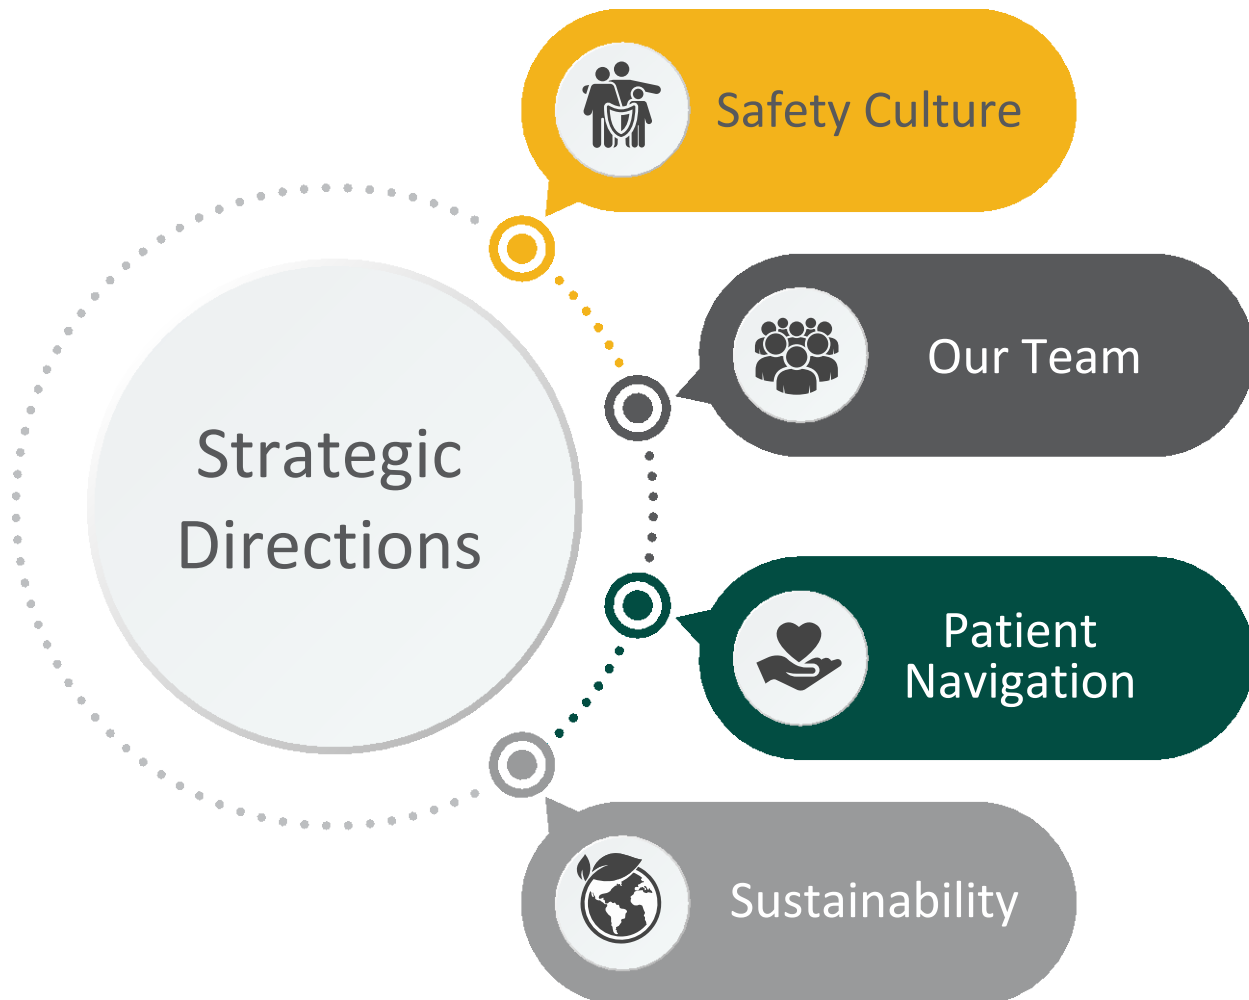 Safety Culture
Our Team
Strategic
Directions
Patient
Navigation
Sustainability